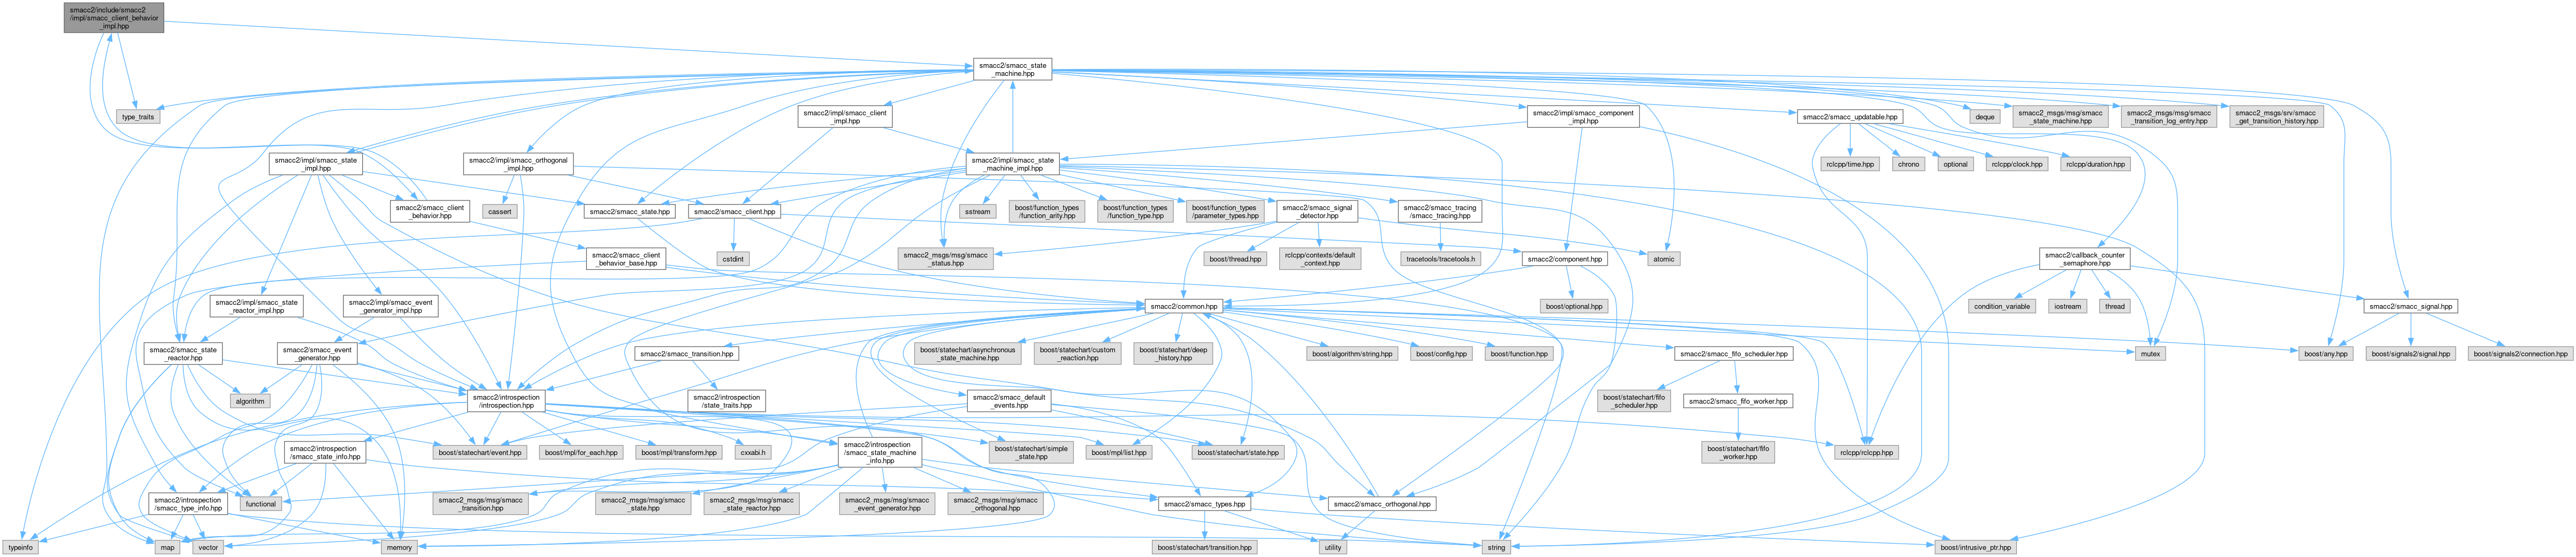 smacc2/include/smacc2
/impl/smacc_client_behavior
_impl.hpp
smacc2/smacc_state
_machine.hpp
type_traits
smacc2/impl/smacc_client
_impl.hpp
smacc2/impl/smacc_component
_impl.hpp
smacc2/smacc_updatable.hpp
deque
smacc2_msgs/msg/smacc
_state_machine.hpp
smacc2_msgs/msg/smacc
_transition_log_entry.hpp
smacc2_msgs/srv/smacc
_get_transition_history.hpp
smacc2/impl/smacc_state
_impl.hpp
smacc2/impl/smacc_orthogonal
_impl.hpp
smacc2/impl/smacc_state
_machine_impl.hpp
rclcpp/time.hpp
chrono
optional
rclcpp/clock.hpp
rclcpp/duration.hpp
smacc2/smacc_client
_behavior.hpp
cassert
smacc2/smacc_state.hpp
smacc2/smacc_client.hpp
sstream
boost/function_types
/function_arity.hpp
boost/function_types
/function_type.hpp
boost/function_types
/parameter_types.hpp
smacc2/smacc_signal
_detector.hpp
smacc2/smacc_tracing
/smacc_tracing.hpp
smacc2/smacc_client
_behavior_base.hpp
cstdint
smacc2_msgs/msg/smacc
_status.hpp
boost/thread.hpp
rclcpp/contexts/default
_context.hpp
tracetools/tracetools.h
smacc2/component.hpp
atomic
smacc2/callback_counter
_semaphore.hpp
smacc2/impl/smacc_state
_reactor_impl.hpp
smacc2/impl/smacc_event
_generator_impl.hpp
smacc2/common.hpp
boost/optional.hpp
condition_variable
iostream
thread
smacc2/smacc_signal.hpp
smacc2/smacc_state
_reactor.hpp
smacc2/smacc_event
_generator.hpp
smacc2/smacc_transition.hpp
boost/statechart/asynchronous
_state_machine.hpp
boost/statechart/custom
_reaction.hpp
boost/statechart/deep
_history.hpp
boost/algorithm/string.hpp
boost/config.hpp
boost/function.hpp
smacc2/smacc_fifo_scheduler.hpp
mutex
boost/any.hpp
boost/signals2/signal.hpp
boost/signals2/connection.hpp
algorithm
smacc2/introspection
/introspection.hpp
smacc2/introspection
/state_traits.hpp
smacc2/smacc_default
_events.hpp
boost/statechart/fifo
_scheduler.hpp
smacc2/smacc_fifo_worker.hpp
smacc2/introspection
/smacc_state_info.hpp
boost/statechart/event.hpp
boost/mpl/for_each.hpp
boost/mpl/transform.hpp
cxxabi.h
smacc2/introspection
/smacc_state_machine
_info.hpp
boost/statechart/simple
_state.hpp
boost/mpl/list.hpp
boost/statechart/state.hpp
boost/statechart/fifo
_worker.hpp
rclcpp/rclcpp.hpp
smacc2/introspection
/smacc_type_info.hpp
functional
smacc2_msgs/msg/smacc
_transition.hpp
smacc2_msgs/msg/smacc
_state.hpp
smacc2_msgs/msg/smacc
_state_reactor.hpp
smacc2_msgs/msg/smacc
_event_generator.hpp
smacc2_msgs/msg/smacc
_orthogonal.hpp
smacc2/smacc_types.hpp
smacc2/smacc_orthogonal.hpp
typeinfo
map
vector
memory
boost/statechart/transition.hpp
utility
string
boost/intrusive_ptr.hpp